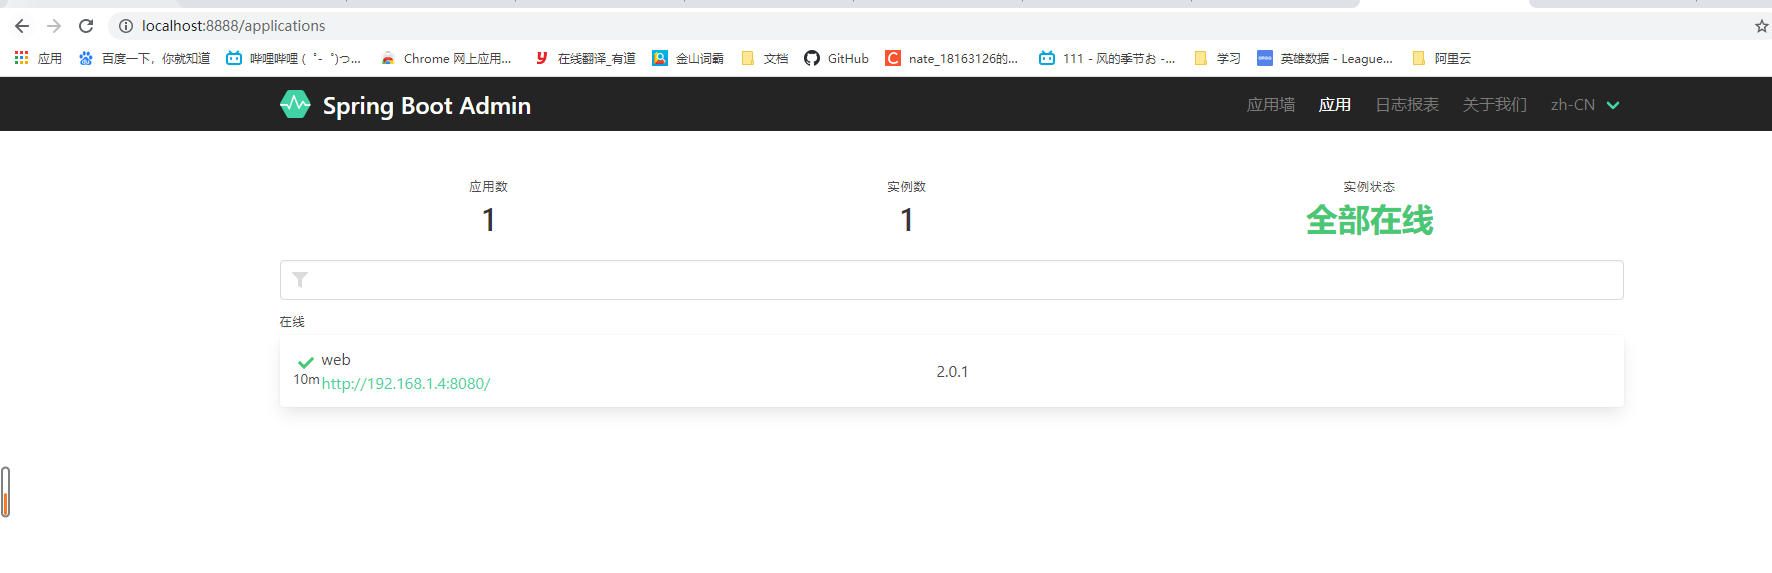 localhost:8888/applications
应用 百度一下，你就知道 哔哩哔哩 ( ゜- ゜)つ... Chrome 网上应用... 在线翻译_有道 金山词霸 文档 GitHub nate_18163126的... 111 - 风的季节お -... 学习 英雄数据 - League... 阿里云
Spring Boot Admin 应用墙 应用 日志报表 关于我们 zh-CN
应用数 实例数 实例状态
1 1 全部在线
在线
web
10m http://192.168.1.4:8080/ 2.0.1